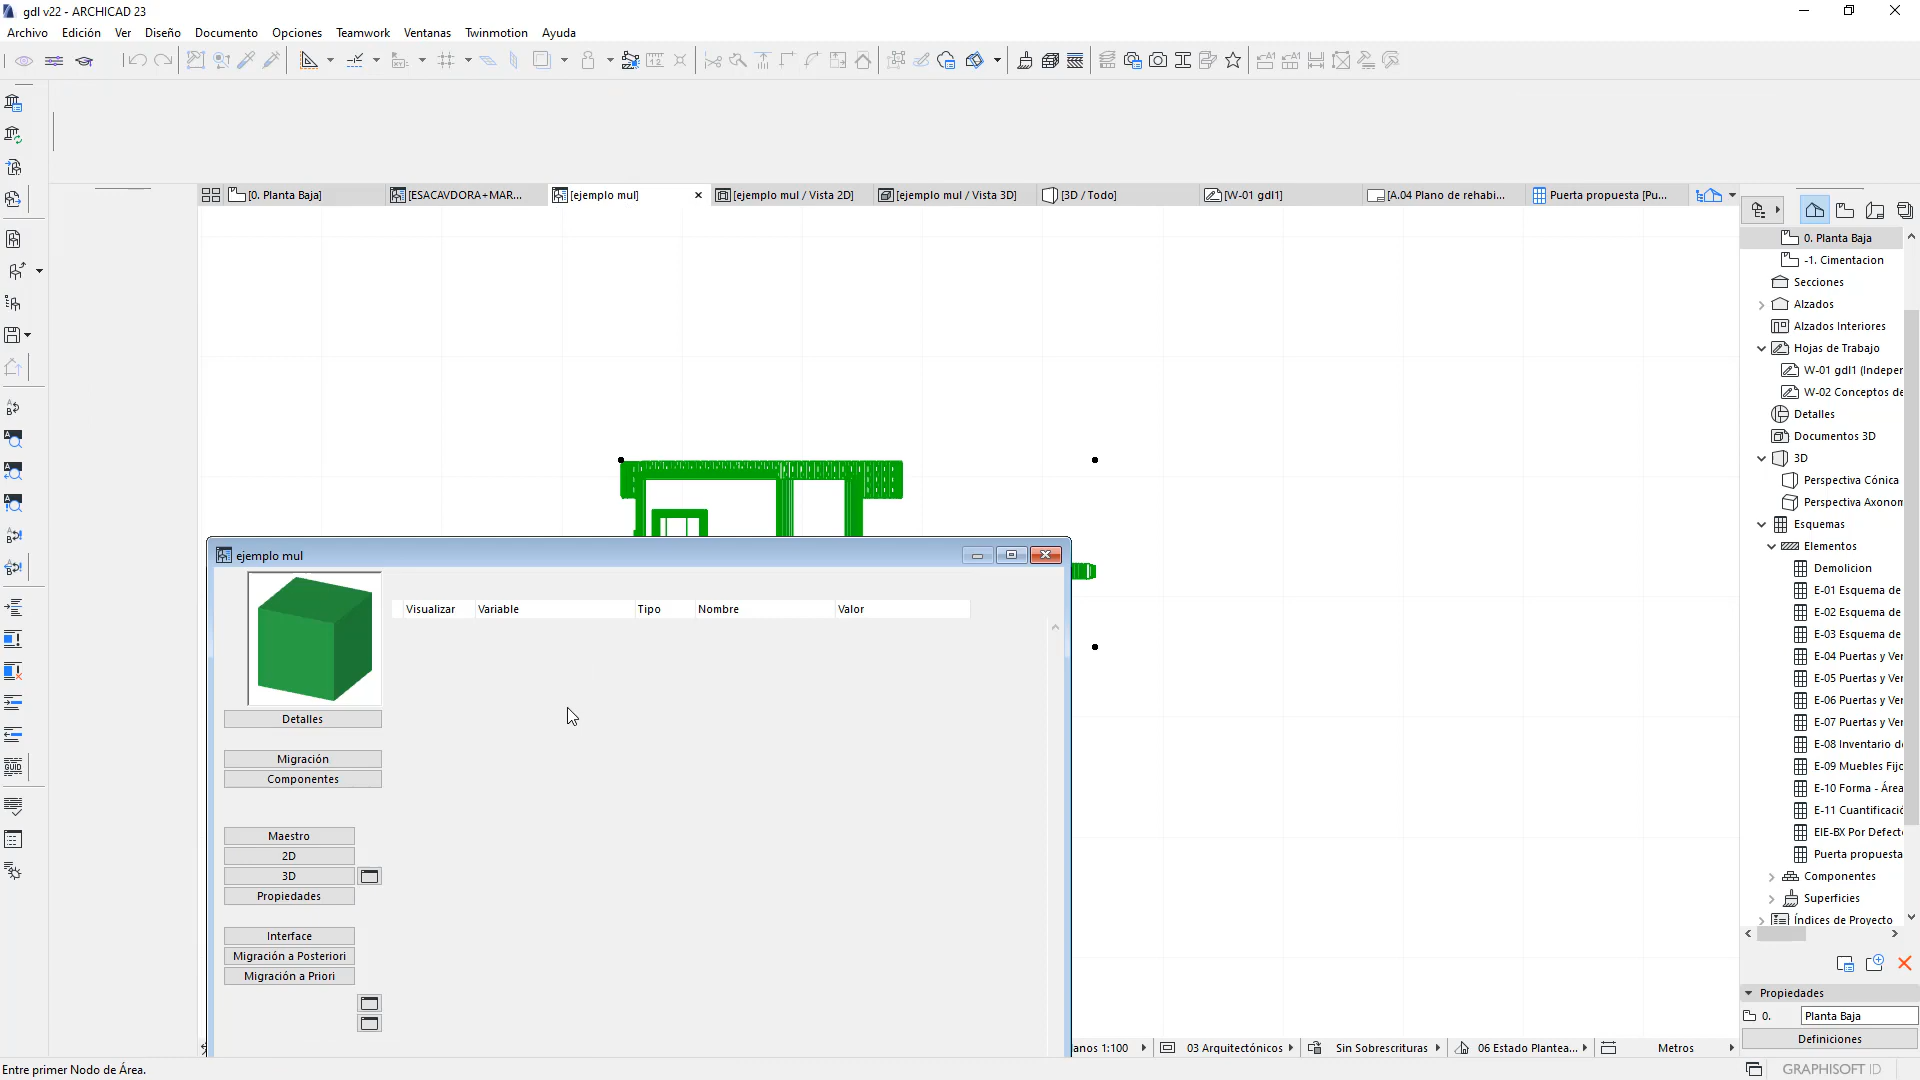 gdl v22 - ARCHICAD 23
Archivo Edición Ver Diseño Documento Opciones Teamwork Ventanas Twinmotion Ayuda
[0. Planta Baja] [ESACAVDORA+MAR... [ejemplo mul] [ejemplo mul / Vista 2D] [ejemplo mul / Vista 3D] [3D / Todo] [W-01 gdl1] [A.04 Plano de rehabi... Puerta propuesta [Pu...
0. Planta Baja
-1. Cimentacion
Secciones
Alzados
Alzados Interiores
Hojas de Trabajo
W-01 gdl1 (Indeper
W-02 Conceptos de
Detalles
Documentos 3D
3D
Perspectiva Cónica
Perspectiva Axonom
Esquemas
Elementos
Demolicion
E-01 Esquema de
E-02 Esquema de
E-03 Esquema de
E-04 Puertas y Ver
E-05 Puertas y Ver
E-06 Puertas y Ver
E-07 Puertas y Ver
E-08 Inventario de
E-09 Muebles Fijo
E-10 Forma - Área
E-11 Cuantificació
EIE-BX Por Defect
Puerta propuesta
Componentes
Superficies
Índices de Proyecto
Propiedades
0. Planta Baja
Definiciones
ejemplo mul
Visualizar Variable Tipo Nombre Valor
Detalles
Migración
Componentes
Maestro
2D
3D
Propiedades
Interface
Migración a Posteriori
Migración a Priori
GUID
anos 1:100 03 Arquitectónicos Sin Sobrescrituras 06 Estado Plantea... Metros
Entre primer Nodo de Área.
GRAPHISOFT ID